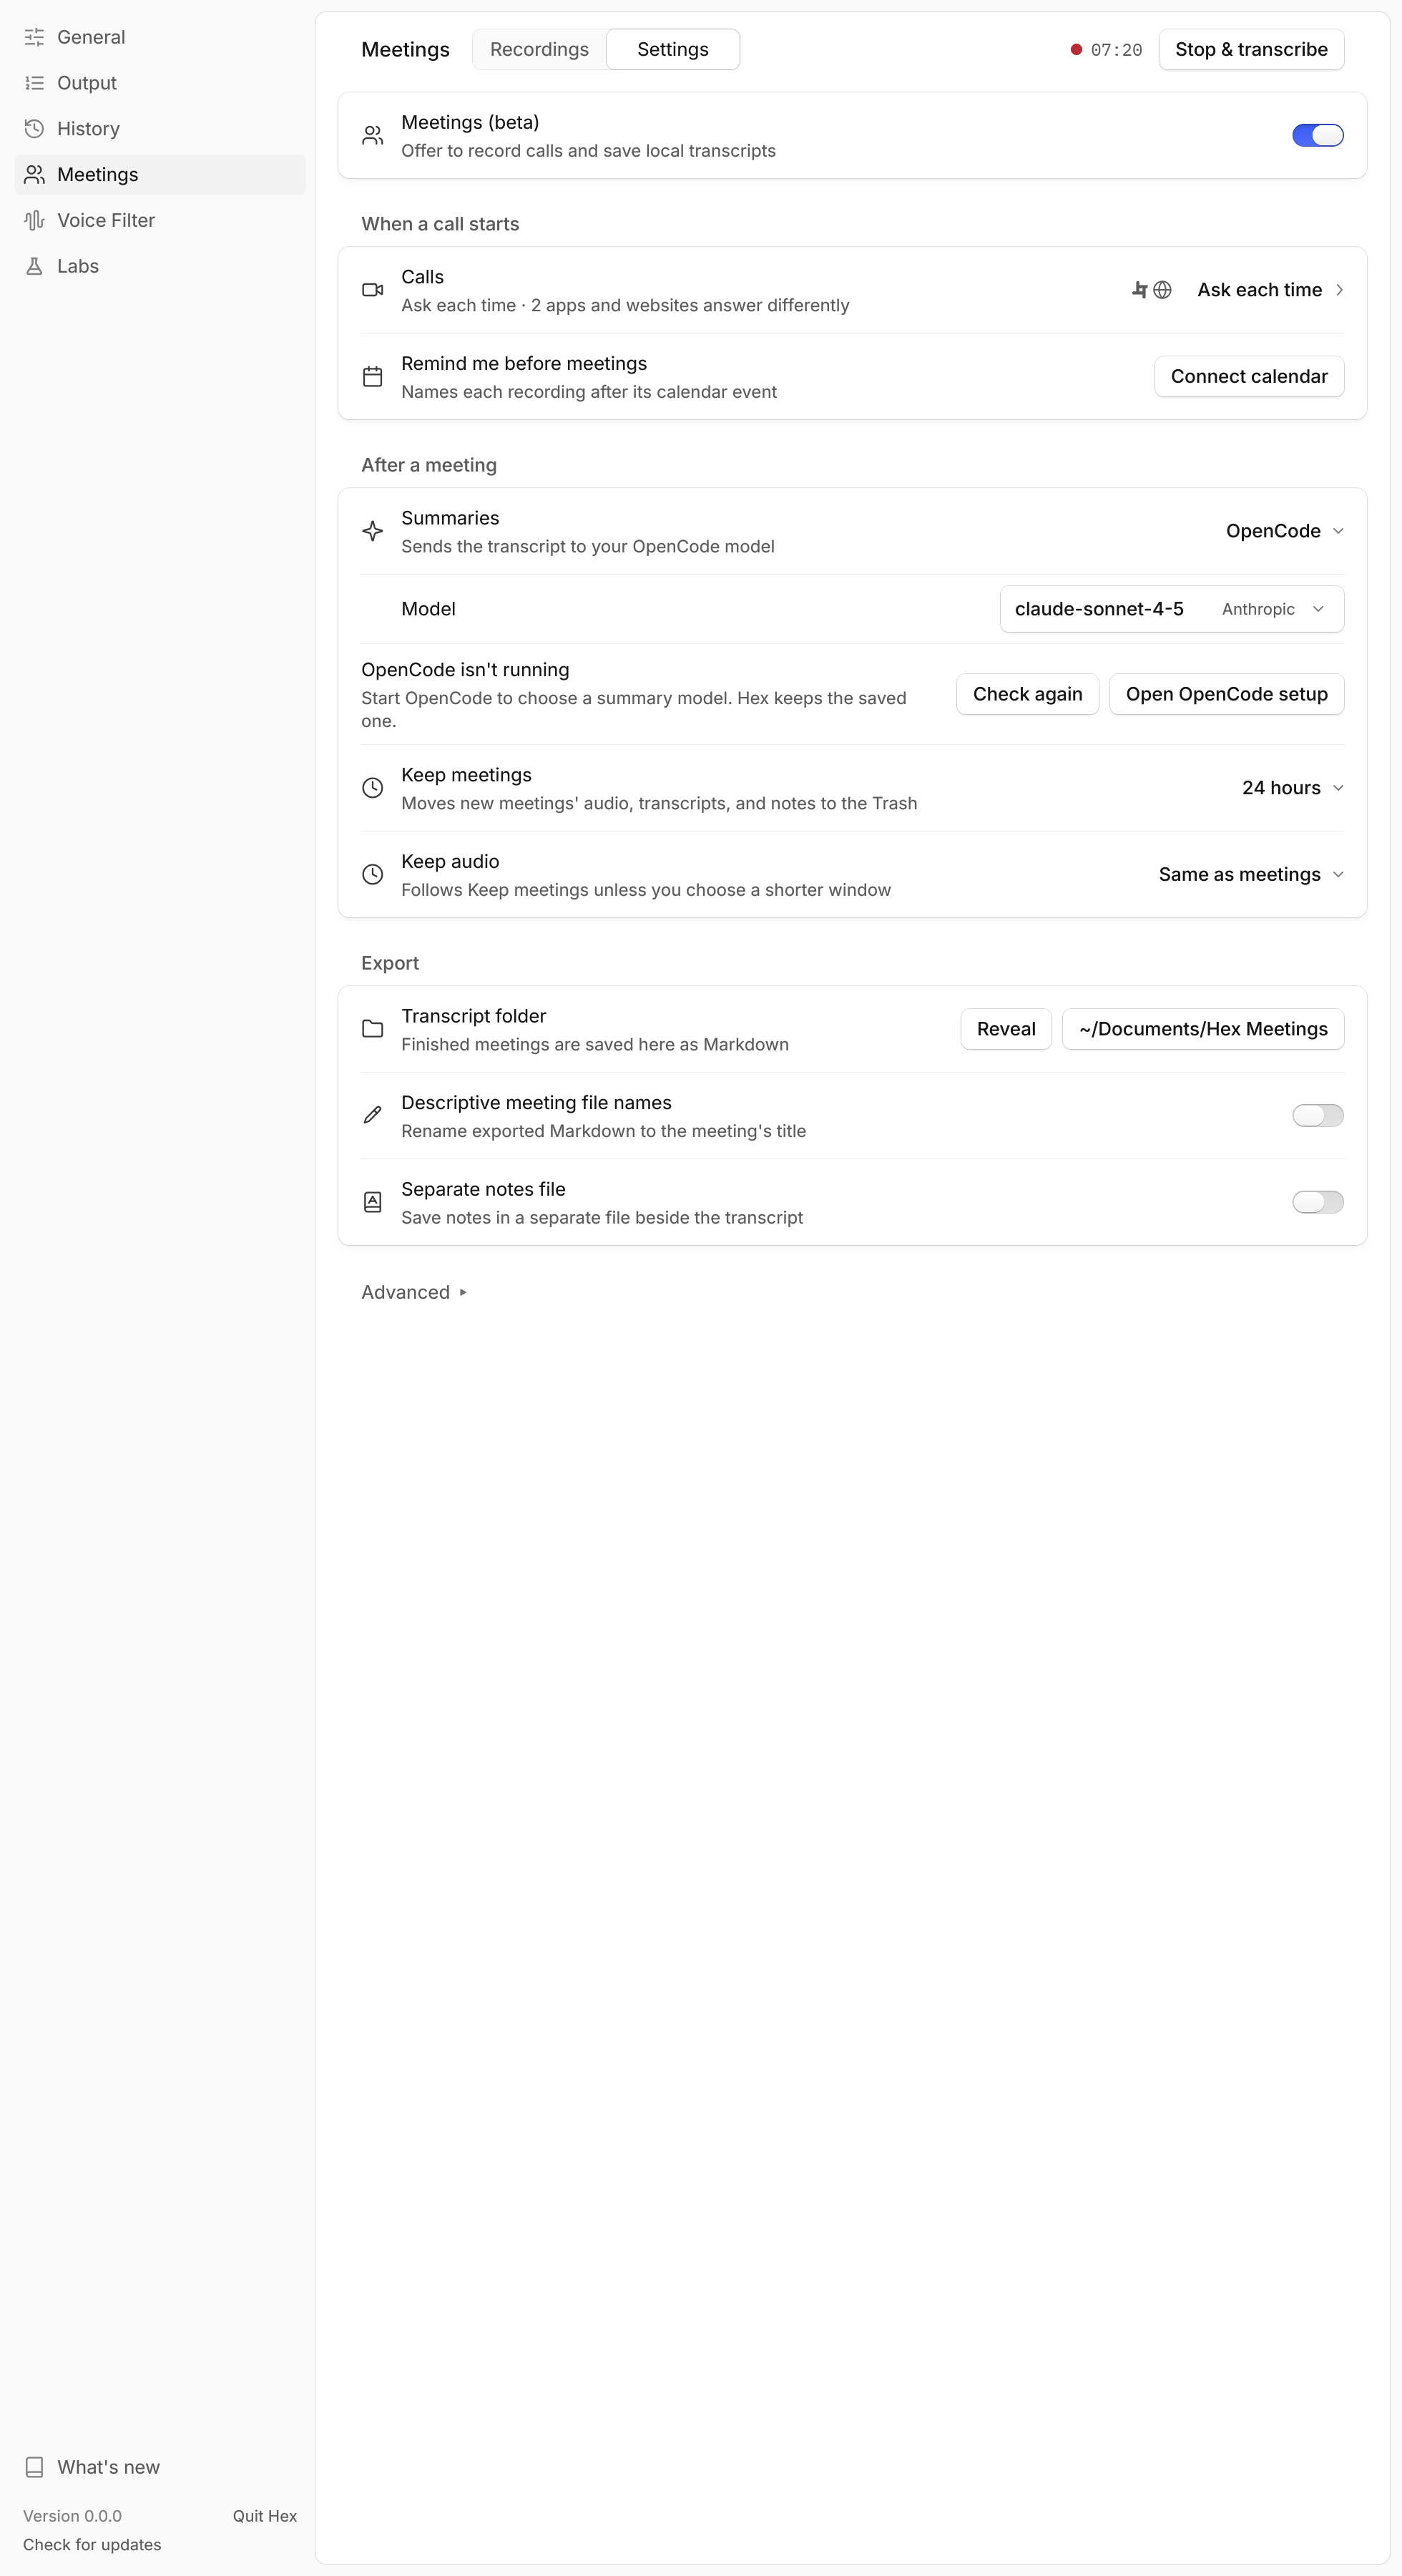 General
Output
History
Meetings
Voice Filter
Labs
What's new
Version 0.0.0
Quit Hex
Check for updates
Meetings
Recordings
Settings
07:20
Stop & transcribe
Meetings (beta)
Offer to record calls and save local transcripts
When a call starts
Calls
Ask each time · 2 apps and websites answer differently
Ask each time
Remind me before meetings
Names each recording after its calendar event
Connect calendar
After a meeting
Summaries
Sends the transcript to your OpenCode model
OpenCode
Model
claude-sonnet-4-5
Anthropic
OpenCode isn't running
Start OpenCode to choose a summary model. Hex keeps the saved
one.
Check again
Open OpenCode setup
Keep meetings
Moves new meetings' audio, transcripts, and notes to the Trash
24 hours
Keep audio
Follows Keep meetings unless you choose a shorter window
Same as meetings
Export
Transcript folder
Finished meetings are saved here as Markdown
Reveal
~/Documents/Hex Meetings
Descriptive meeting file names
Rename exported Markdown to the meeting's title
Separate notes file
Save notes in a separate file beside the transcript
Advanced